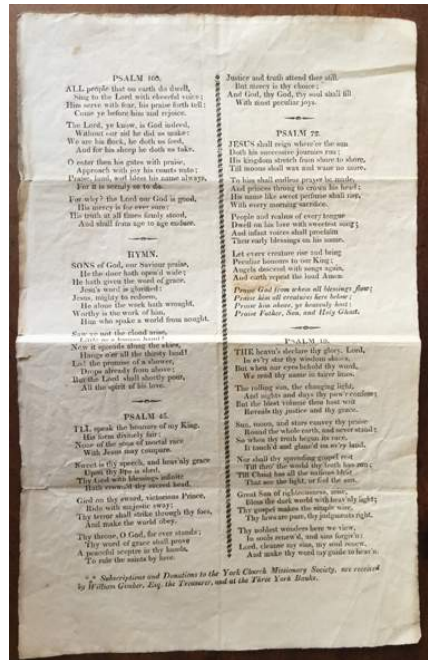 PSALM 100.
ALL people that on earth do dwell,
Sing to the Lord with cheerful voice;
Him serve with fear, his praise forth tell:
Come ye before him and rejoice.
The Lord, ye know, is God indeed,
Without our aid he did us make:
We are his flock, he doth us feed,
And for his sheep he doth us take.
O enter then his gates with praise,
Approach with joy his courts unto;
Praise, laud, and bless his name always,
For it is seemly so to do.
For why? the Lord our God is good,
His mercy is for ever sure;
His truth at all times firmly stood,
And shall from age to age endure.
HYMN.
SONS of God, our Saviour praise,
He the door hath open'd wide;
He hath given the word of grace,
Jesu's word is glorified:
Jesus, mighty to redeem,
He alone the work hath wrought,
Worthy is the work of him,
Him who spake a world from nought.
Saw ye not the cloud arise,
Little as a human hand?
Now it spreads along the skies,
Hangs o'er all the thirsty land!
Lo! the promise of a shower,
Drops already from above;
But the Lord shall shortly pour,
All the spirit of his love.
PSALM 45.
I'LL speak the honours of my King,
His form divinely fair;
None of the sons of mortal race
With Jesus may compare.
Sweet is thy speech, and heav'nly grace
Upon thy lips is shed,
Thy Lord with blessings infinite
Hath crown'd thy sacred head.
Gird on thy sword, victorious Prince,
Ride with majestic sway;
Thy terror shall strike through thy foes,
And make the world obey.
Thy throne, O God, for ever stands;
Thy word of grace shall prove
A peaceful sceptre in thy hands,
To rule the saints by love.
Justice and truth attend thee still,
But mercy is thy choice;
And God, thy God, thy soul shall fill
With most peculiar joys.
PSALM 72.
JESUS shall reign where'er the sun
Doth his successive journies run;
His kingdom stretch from shore to shore,
Till moons shall wax and wane no more.
To him shall endless prayer be made,
And princes throng to crown his head;
His name like sweet perfume shall rise,
With every morning sacrifice.
People and realms of every tongue
Dwell on his love with sweetest song;
And infant voices shall proclaim
Their early blessings on his name.
Let every creature rise and bring
Peculiar honours to our King;
Angels descend with songs again,
And earth repeat the loud Amen.
Praise God from whom all blessings flow;
Praise him all creatures here below;
Praise him above, ye heavenly host;
Praise Father, Son, and Holy Ghost.
PSALM 19.
THE heav'ns declare thy glory, Lord,
In ev'ry star thy wisdom shines,
But when our eyes behold thy word,
We read thy name in fairer lines.
The rolling sun, the changing light,
And nights and days thy pow'r confess;
But the blest volume thou hast writ
Reveals thy justice and thy grace.
Sun, moon, and stars convey thy praise
Round the whole earth, and never stand;
So when thy truth began its race,
It touch'd and glanc'd on ev'ry land.
Nor shall thy spreading gospel rest
Till thro' the world thy truth has run;
Till Christ has all the nations blest
That see the light, or feel the sun.
Great Sun of righteousness, arise,
Bless the dark world with heav'nly light;
Thy gospel makes the simple wise,
Thy laws are pure, thy judgments right.
Thy noblest wonders here we view,
In souls renew'd, and sins forgiv'n:
Lord, cleanse my sins, my soul renew,
And make thy word my guide to heav'n.
** Subscriptions and Donations to the York Church Missionary Society, are received
by William Gimber, Esq. the Treasurer, and at the Three York Banks.